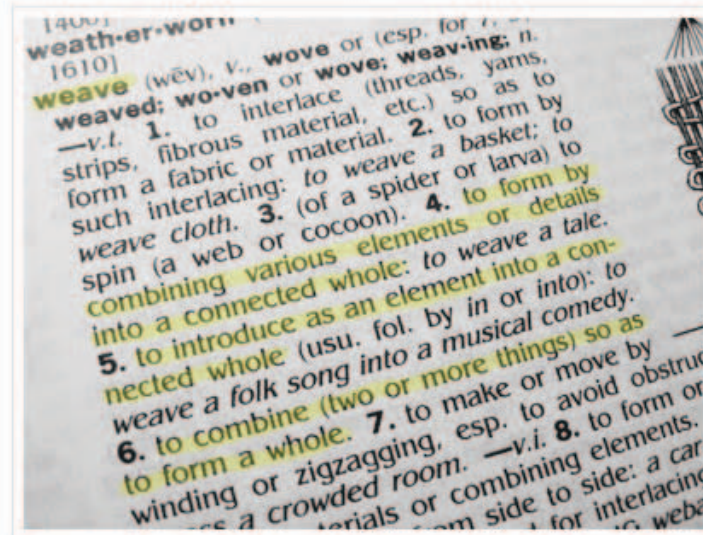 1400]
weath·er-worn
1610]
weave (wēv), v., wove or (esp. for 7,
weaved; wo·ven or wove; weav·ing; n.
—v.t. 1. to interlace (threads, yarns,
strips, fibrous material, etc.) so as to
form a fabric or material. 2. to form by
such interlacing: to weave a basket; to
weave cloth. 3. (of a spider or larva) to
spin (a web or cocoon). 4. to form by
combining various elements or details
into a connected whole: to weave a tale.
5. to introduce as an element into a con-
nected whole (usu. fol. by in or into): to
weave a folk song into a musical comedy.
6. to combine (two or more things) so as
to form a whole. 7. to make or move by
winding or zigzagging, esp. to avoid obstruc
a crowded room. —v.i. 8. to form or
or combining elements.
side to side: a car
for interlacing